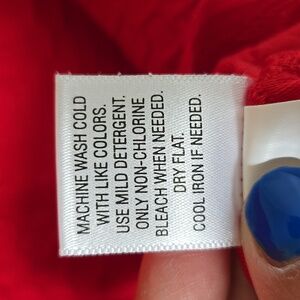 MACHINE WASH COLD
WITH LIKE COLORS.
USE MILD DETERGENT.
ONLY NON-CHLORINE
BLEACH WHEN NEEDED.
DRY FLAT.
COOL IRON IF NEEDED.